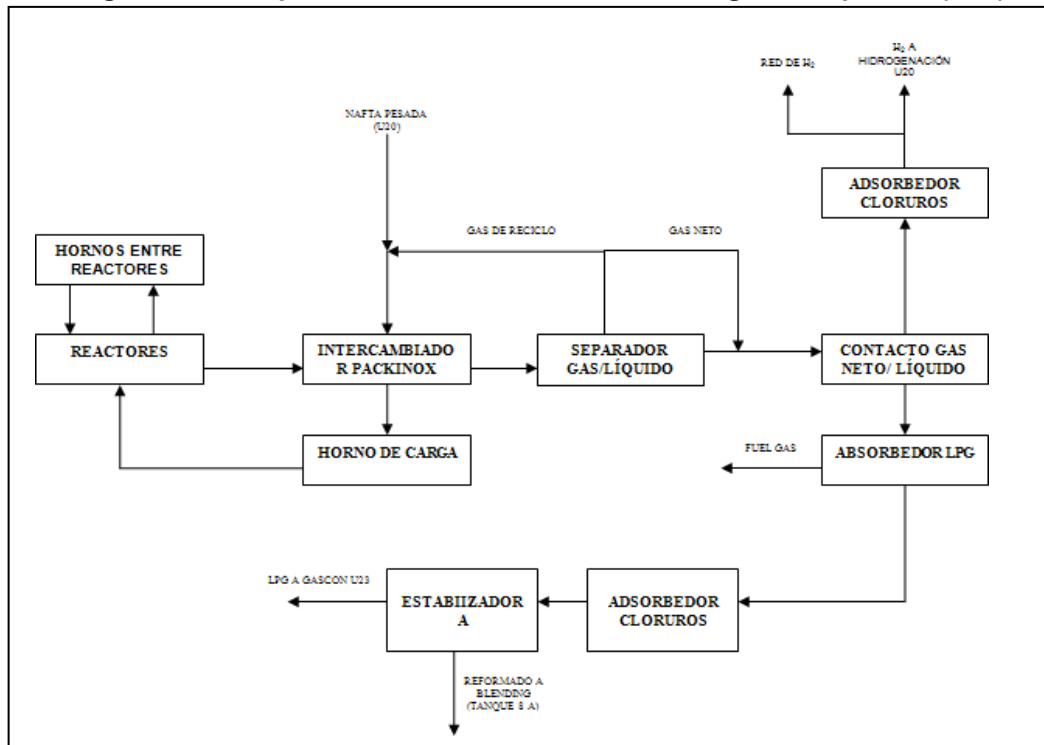 RED DE H₂
H₂ A
HIDROGENACIÓN
U20
NAFTA PESADA
(U20)
ADSORBEDOR
CLORUROS
GAS DE RECICLO
GAS NETO
HORNOS ENTRE
REACTORES
REACTORES
INTERCAMBIADO
R PACKINOX
SEPARADOR
GAS/LÍQUIDO
CONTACTO GAS
NETO/ LÍQUIDO
HORNO DE CARGA
FUEL GAS
ABSORBEDOR LPG
LPG A GASCON U23
ESTABIIZADOR
A
ADSORBEDOR
CLORUROS
REFORMADO A
BLENDING
(TANQUE 8 A)